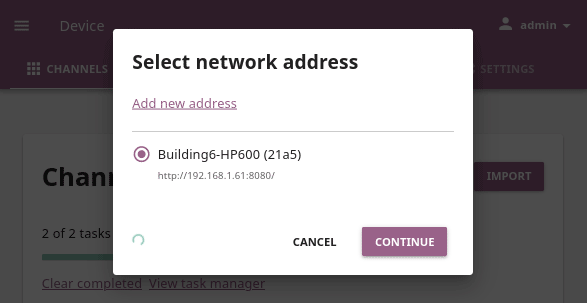 Device
admin
CHANNELS
SETTINGS
Select network address
Add new address
Building6-HP600 (21a5)
http://192.168.1.61:8080/
CANCEL
CONTINUE
Chann
IMPORT
2 of 2 tasks
Clear completed View task manager